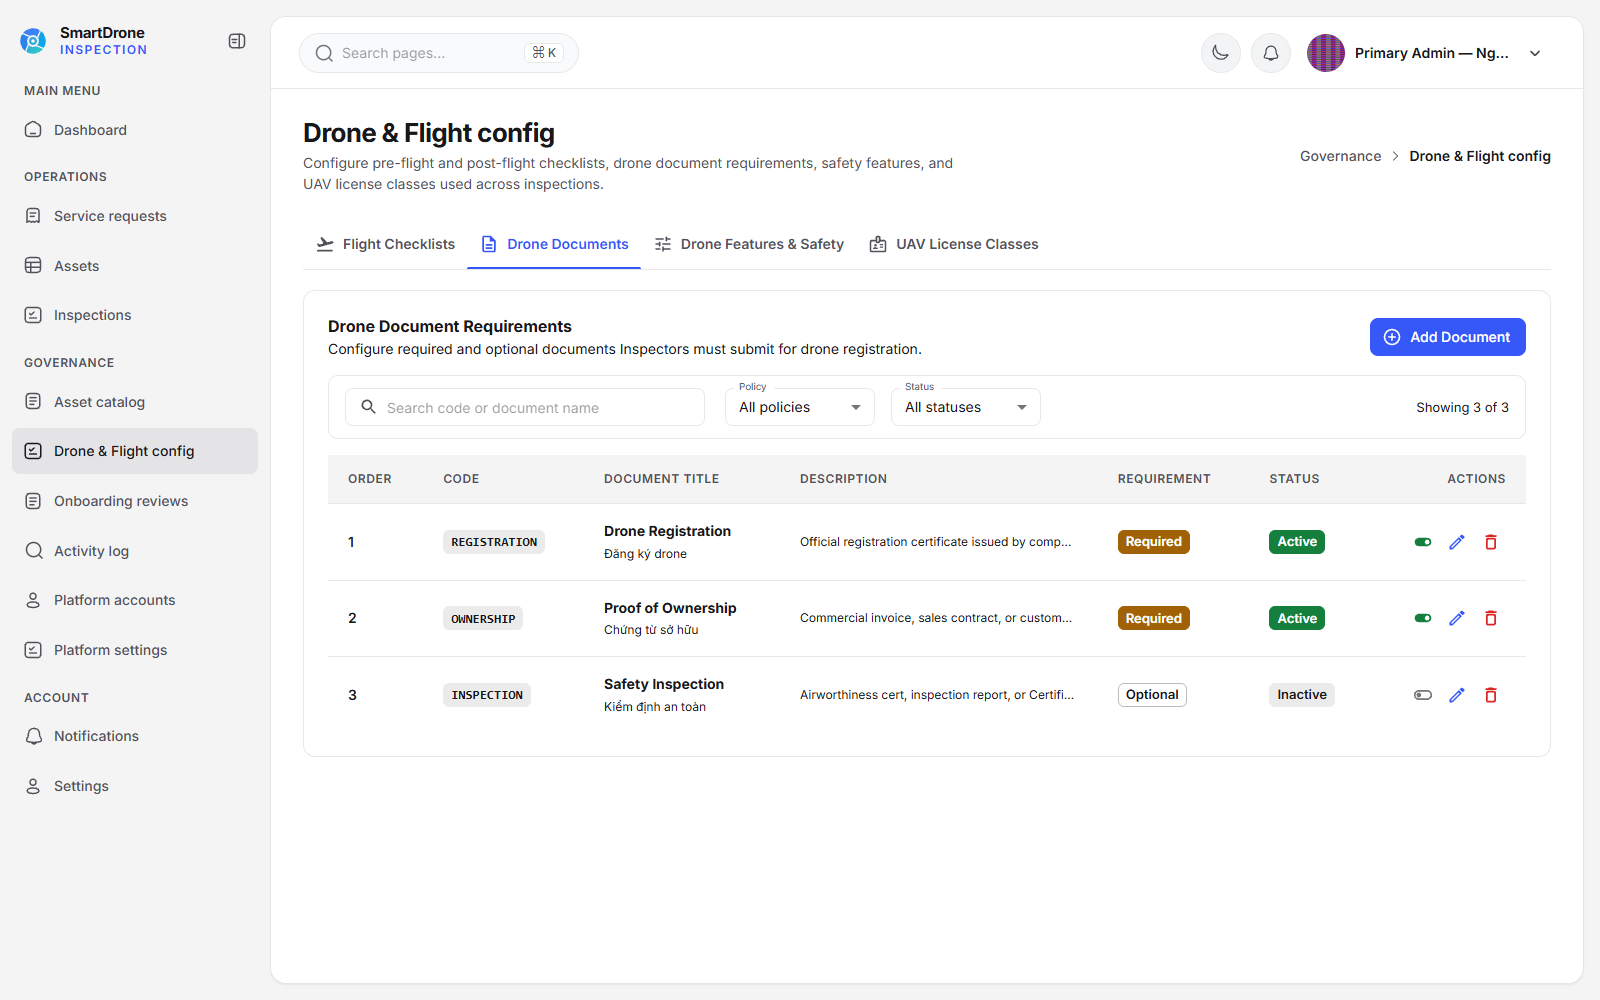 SmartDrone
INSPECTION
MAIN MENU
Dashboard
OPERATIONS
Service requests
Assets
Inspections
GOVERNANCE
Asset catalog
Drone & Flight config
Onboarding reviews
Activity log
Platform accounts
Platform settings
ACCOUNT
Notifications
Settings
Search pages...
⌘ K
Primary Admin — Ng...
Drone & Flight config
Configure pre-flight and post-flight checklists, drone document requirements, safety features, and
UAV license classes used across inspections.
Governance > Drone & Flight config
Flight Checklists
Drone Documents
Drone Features & Safety
UAV License Classes
Drone Document Requirements
Configure required and optional documents Inspectors must submit for drone registration.
Add Document
Search code or document name
Policy
All policies
Status
All statuses
Showing 3 of 3
ORDER CODE DOCUMENT TITLE DESCRIPTION REQUIREMENT STATUS ACTIONS
1 REGISTRATION Drone Registration Official registration certificate issued by comp... Required Active
Đăng ký drone
2 OWNERSHIP Proof of Ownership Commercial invoice, sales contract, or custom... Required Active
Chứng từ sở hữu
3 INSPECTION Safety Inspection Airworthiness cert, inspection report, or Certifi... Optional Inactive
Kiểm định an toàn